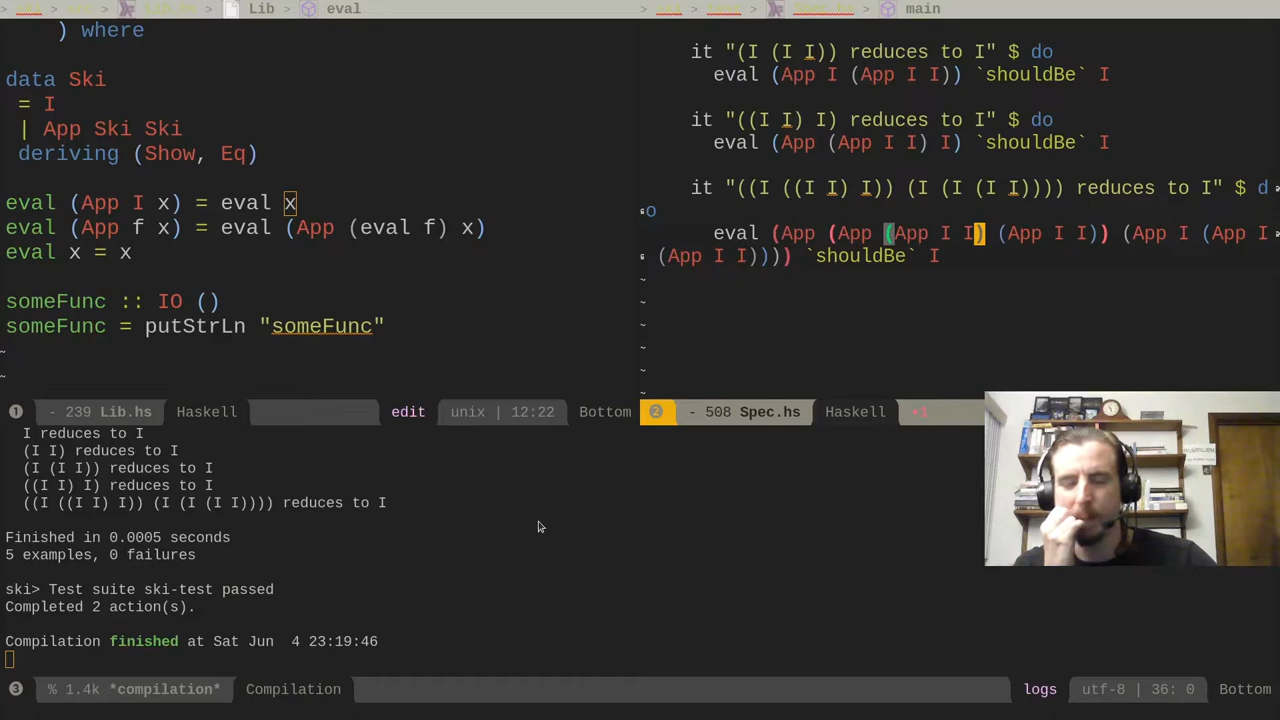 > > Lib.hs > Lib > eval
) where
data Ski
= I
| App Ski Ski
deriving (Show, Eq)
eval (App I x) = eval x
eval (App f x) = eval (App (eval f) x)
eval x = x
someFunc :: IO ()
someFunc = putStrLn "someFunc"
~
~
1 - 239 Lib.hs Haskell edit unix | 12:22 Bottom
> > > main
it "(I (I I)) reduces to I" $ do
eval (App I (App I I)) `shouldBe` I
it "((I I) I) reduces to I" $ do
eval (App (App I I) I) `shouldBe` I
it "((I ((I I) I)) (I (I (I I)))) reduces to I" $ d
o
eval (App (App (App I I) (App I I)) (App I (App I
(App I I)))) `shouldBe` I
~
~
~
~
~
~
2 - 508 Spec.hs Haskell •1
I reduces to I
(I I) reduces to I
(I (I I)) reduces to I
((I I) I) reduces to I
((I ((I I) I)) (I (I (I I)))) reduces to I
Finished in 0.0005 seconds
5 examples, 0 failures
ski> Test suite ski-test passed
Completed 2 action(s).
Compilation finished at Sat Jun 4 23:19:46
3 % 1.4k *compilation* Compilation logs utf-8 | 36: 0 Bottom